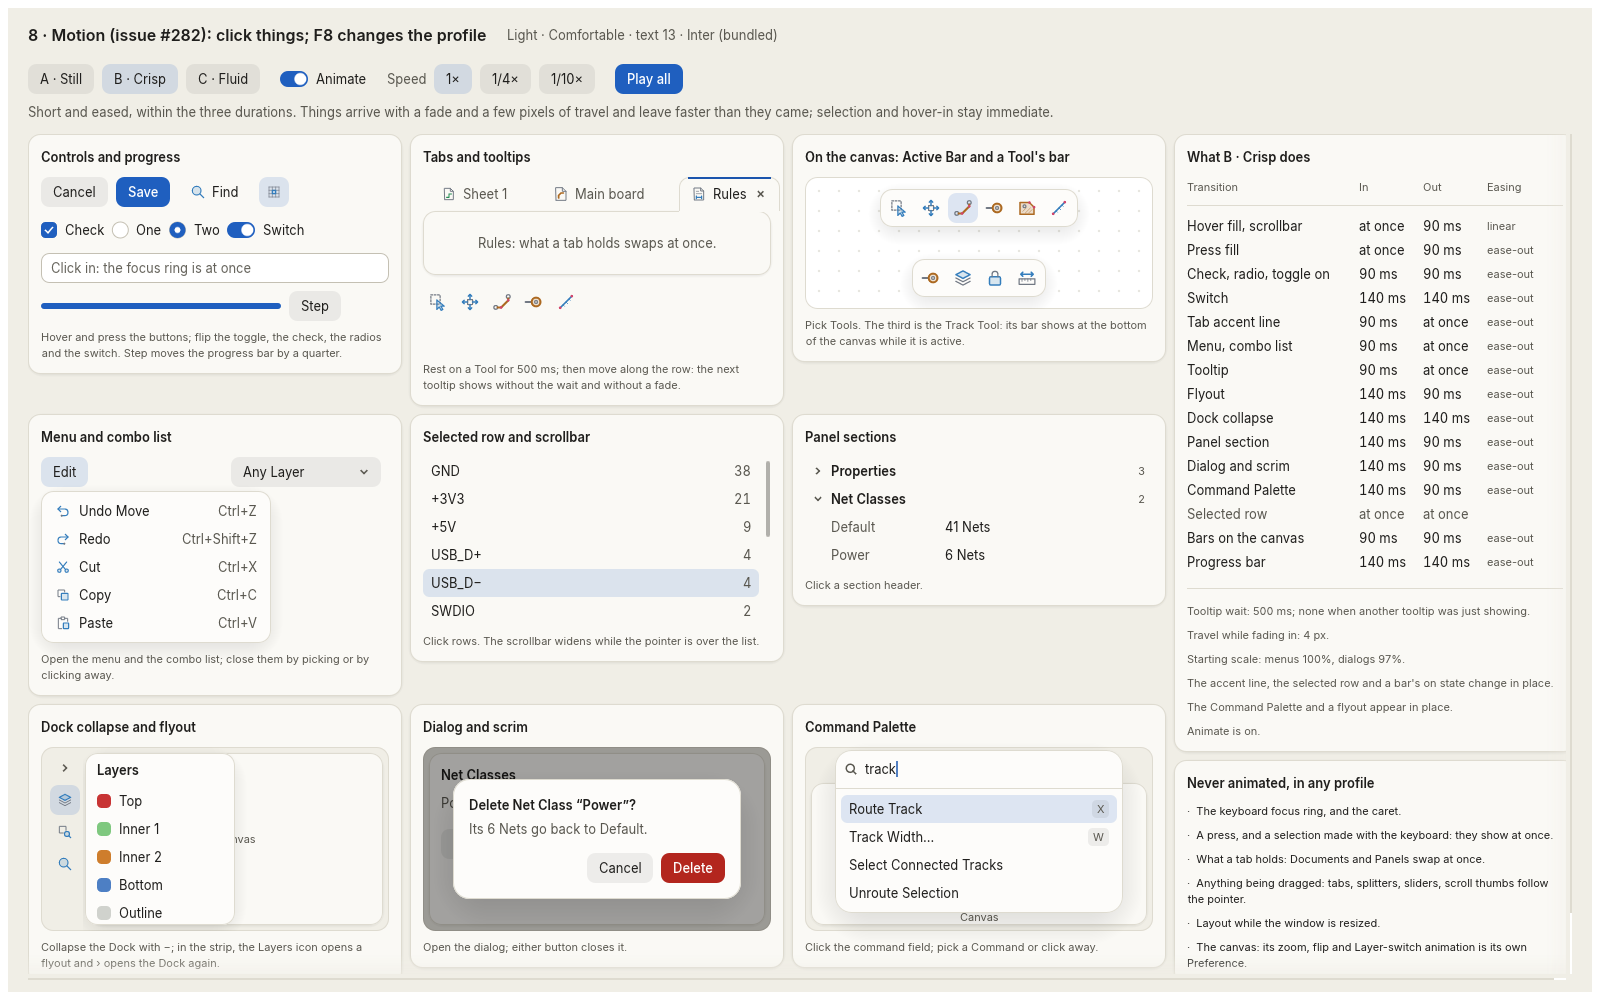 8 · Motion (issue #282): click things; F8 changes the profile
Light · Comfortable · text 13 · Inter (bundled)
A · Still
B · Crisp
C · Fluid
Animate
Speed
1×
1/4×
1/10×
Play all
Short and eased, within the three durations. Things arrive with a fade and a few pixels of travel and leave faster than they came; selection and hover-in stay immediate.
Controls and progress
Cancel
Save
Find
Check
One
Two
Switch
Click in: the focus ring is at once
Step
Hover and press the buttons; flip the toggle, the check, the radios
and the switch. Step moves the progress bar by a quarter.
Tabs and tooltips
Sheet 1
Main board
Rules ×
Rules: what a tab holds swaps at once.
Rest on a Tool for 500 ms; then move along the row: the next
tooltip shows without the wait and without a fade.
On the canvas: Active Bar and a Tool's bar
Pick Tools. The third is the Track Tool: its bar shows at the bottom
of the canvas while it is active.
What B · Crisp does
Transition In Out Easing
Hover fill, scrollbar at once 90 ms linear
Press fill at once 90 ms ease-out
Check, radio, toggle on 90 ms 90 ms ease-out
Switch 140 ms 140 ms ease-out
Tab accent line 90 ms at once ease-out
Menu, combo list 90 ms at once ease-out
Tooltip 90 ms at once ease-out
Flyout 140 ms 90 ms ease-out
Dock collapse 140 ms 140 ms ease-out
Panel section 140 ms 90 ms ease-out
Dialog and scrim 140 ms 90 ms ease-out
Command Palette 140 ms 90 ms ease-out
Selected row at once at once
Bars on the canvas 90 ms 90 ms ease-out
Progress bar 140 ms 140 ms ease-out
Tooltip wait: 500 ms; none when another tooltip was just showing.
Travel while fading in: 4 px.
Starting scale: menus 100%, dialogs 97%.
The accent line, the selected row and a bar's on state change in place.
The Command Palette and a flyout appear in place.
Animate is on.
Menu and combo list
Edit
Any Layer
Undo Move Ctrl+Z
Redo Ctrl+Shift+Z
Cut Ctrl+X
Copy Ctrl+C
Paste Ctrl+V
Open the menu and the combo list; close them by picking or by
clicking away.
Selected row and scrollbar
GND 38
+3V3 21
+5V 9
USB_D+ 4
USB_D− 4
SWDIO 2
Click rows. The scrollbar widens while the pointer is over the list.
Panel sections
Properties 3
Net Classes 2
Default 41 Nets
Power 6 Nets
Click a section header.
Dock collapse and flyout
Layers
Top
Inner 1
Inner 2
Bottom
Outline
nvas
Collapse the Dock with −; in the strip, the Layers icon opens a
flyout and › opens the Dock again.
Dialog and scrim
Net Classes
Po
Delete Net Class “Power”?
Its 6 Nets go back to Default.
Cancel
Delete
Open the dialog; either button closes it.
Command Palette
track
Route Track X
Track Width... W
Select Connected Tracks
Unroute Selection
Canvas
Click the command field; pick a Command or click away.
Never animated, in any profile
· The keyboard focus ring, and the caret.
· A press, and a selection made with the keyboard: they show at once.
· What a tab holds: Documents and Panels swap at once.
· Anything being dragged: tabs, splitters, sliders, scroll thumbs follow
the pointer.
· Layout while the window is resized.
· The canvas: its zoom, flip and Layer-switch animation is its own
Preference.